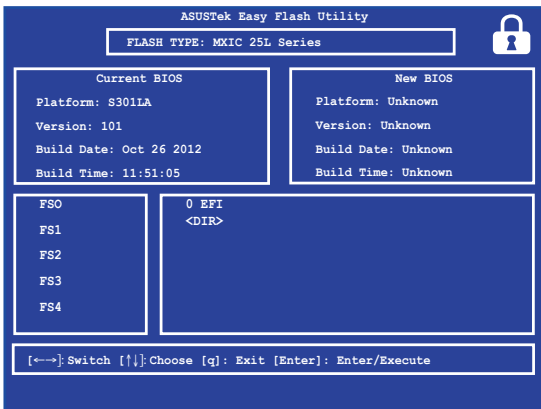 ASUSTek Easy Flash Utility
FLASH TYPE: MXIC 25L Series
Current BIOS
Platform: S301LA
Version: 101
Build Date: Oct 26 2012
Build Time: 11:51:05
New BIOS
Platform: Unknown
Version: Unknown
Build Date: Unknown
Build Time: Unknown
FSO
FS1
FS2
FS3
FS4
0 EFI
<DIR>
[←→]: Switch [↑↓]: Choose [q]: Exit [Enter]: Enter/Execute